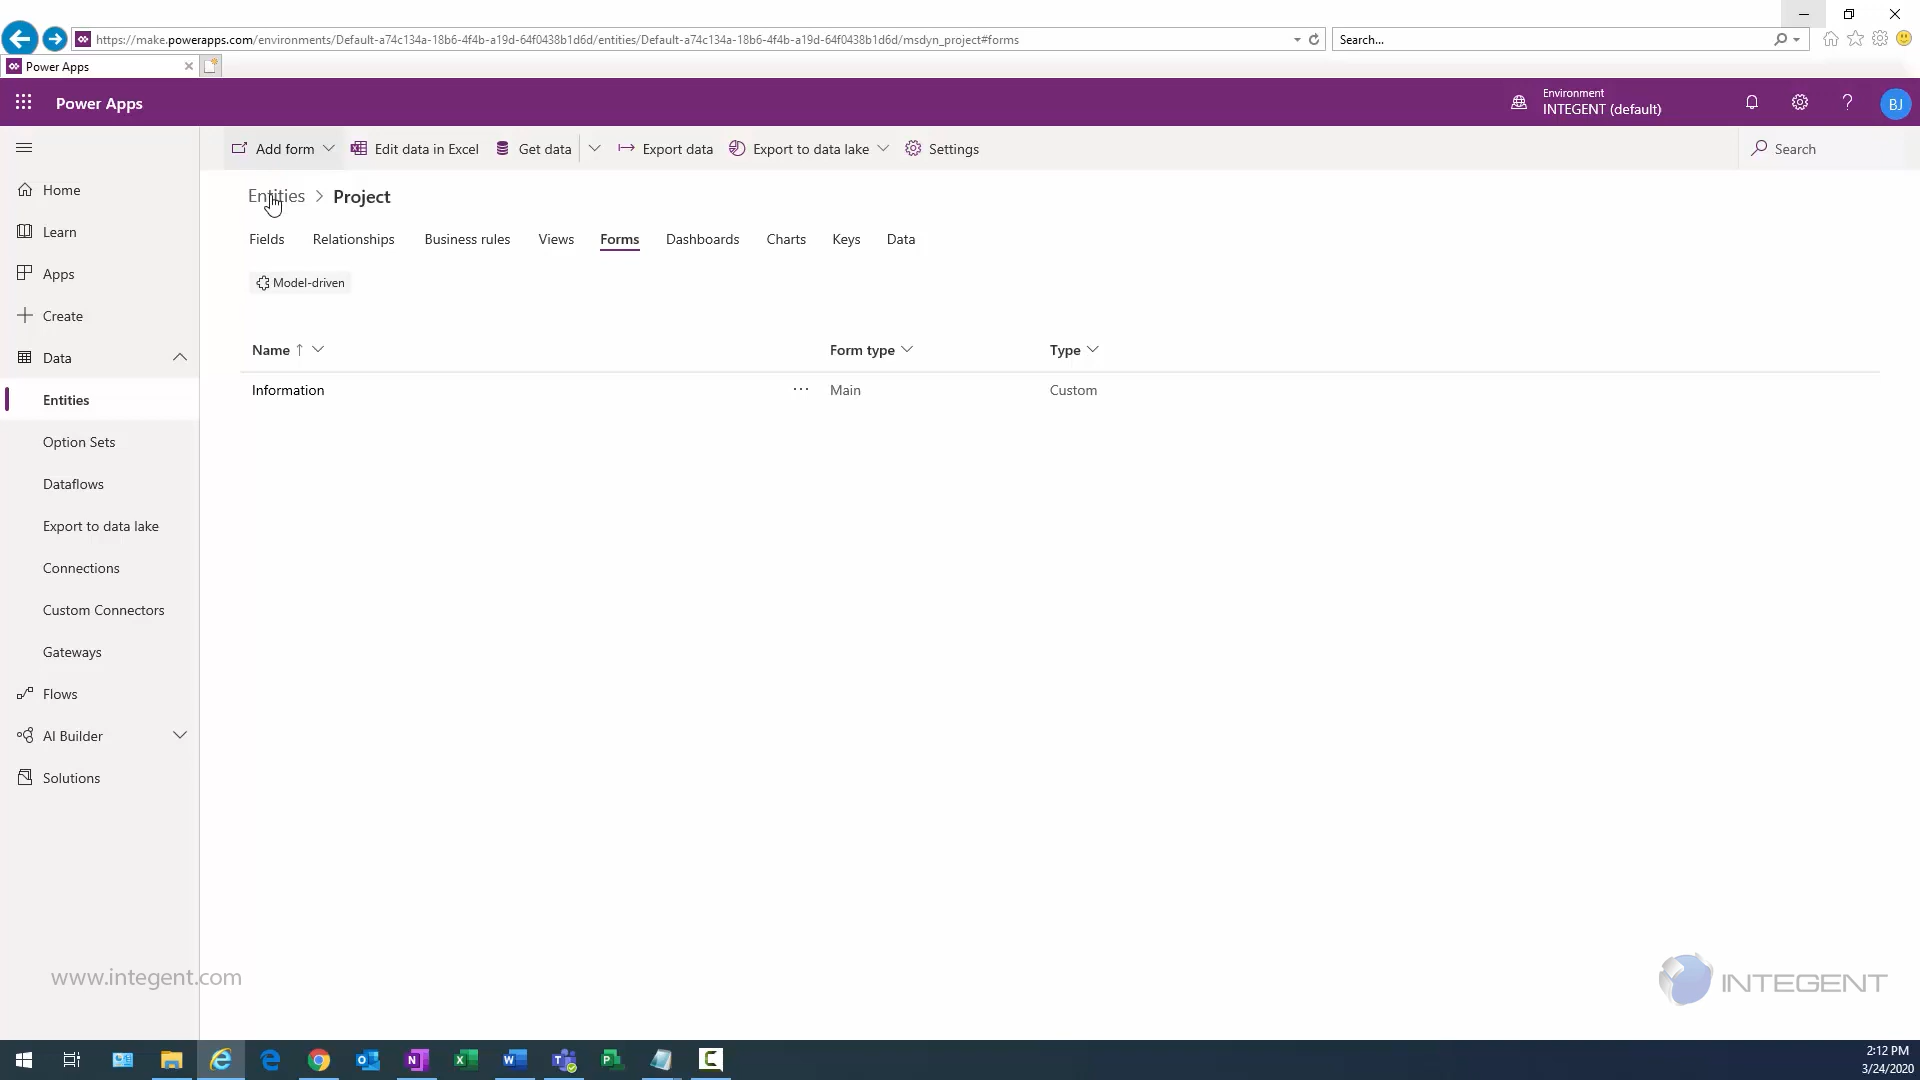 https://make.powerapps.com/environments/Default-a74c134a-18b6-4f4b-a19d-64f0438b1d6d/entities/Default-a74c134a-18b6-4f4b-a19d-64f0438b1d6d/msdyn_project#forms
Search...
Power Apps
Power Apps
Environment
INTEGENT (default)
BJ
Add form
Edit data in Excel
Get data
Export data
Export to data lake
Settings
Search
Entities > Project
Fields
Relationships
Business rules
Views
Forms
Dashboards
Charts
Keys
Data
Model-driven
Name ↑
Form type
Type
Information
...
Main
Custom
Home
Learn
Apps
Create
Data
Entities
Option Sets
Dataflows
Export to data lake
Connections
Custom Connectors
Gateways
Flows
AI Builder
Solutions
www.integent.com
INTEGENT
2:12 PM
3/24/2020